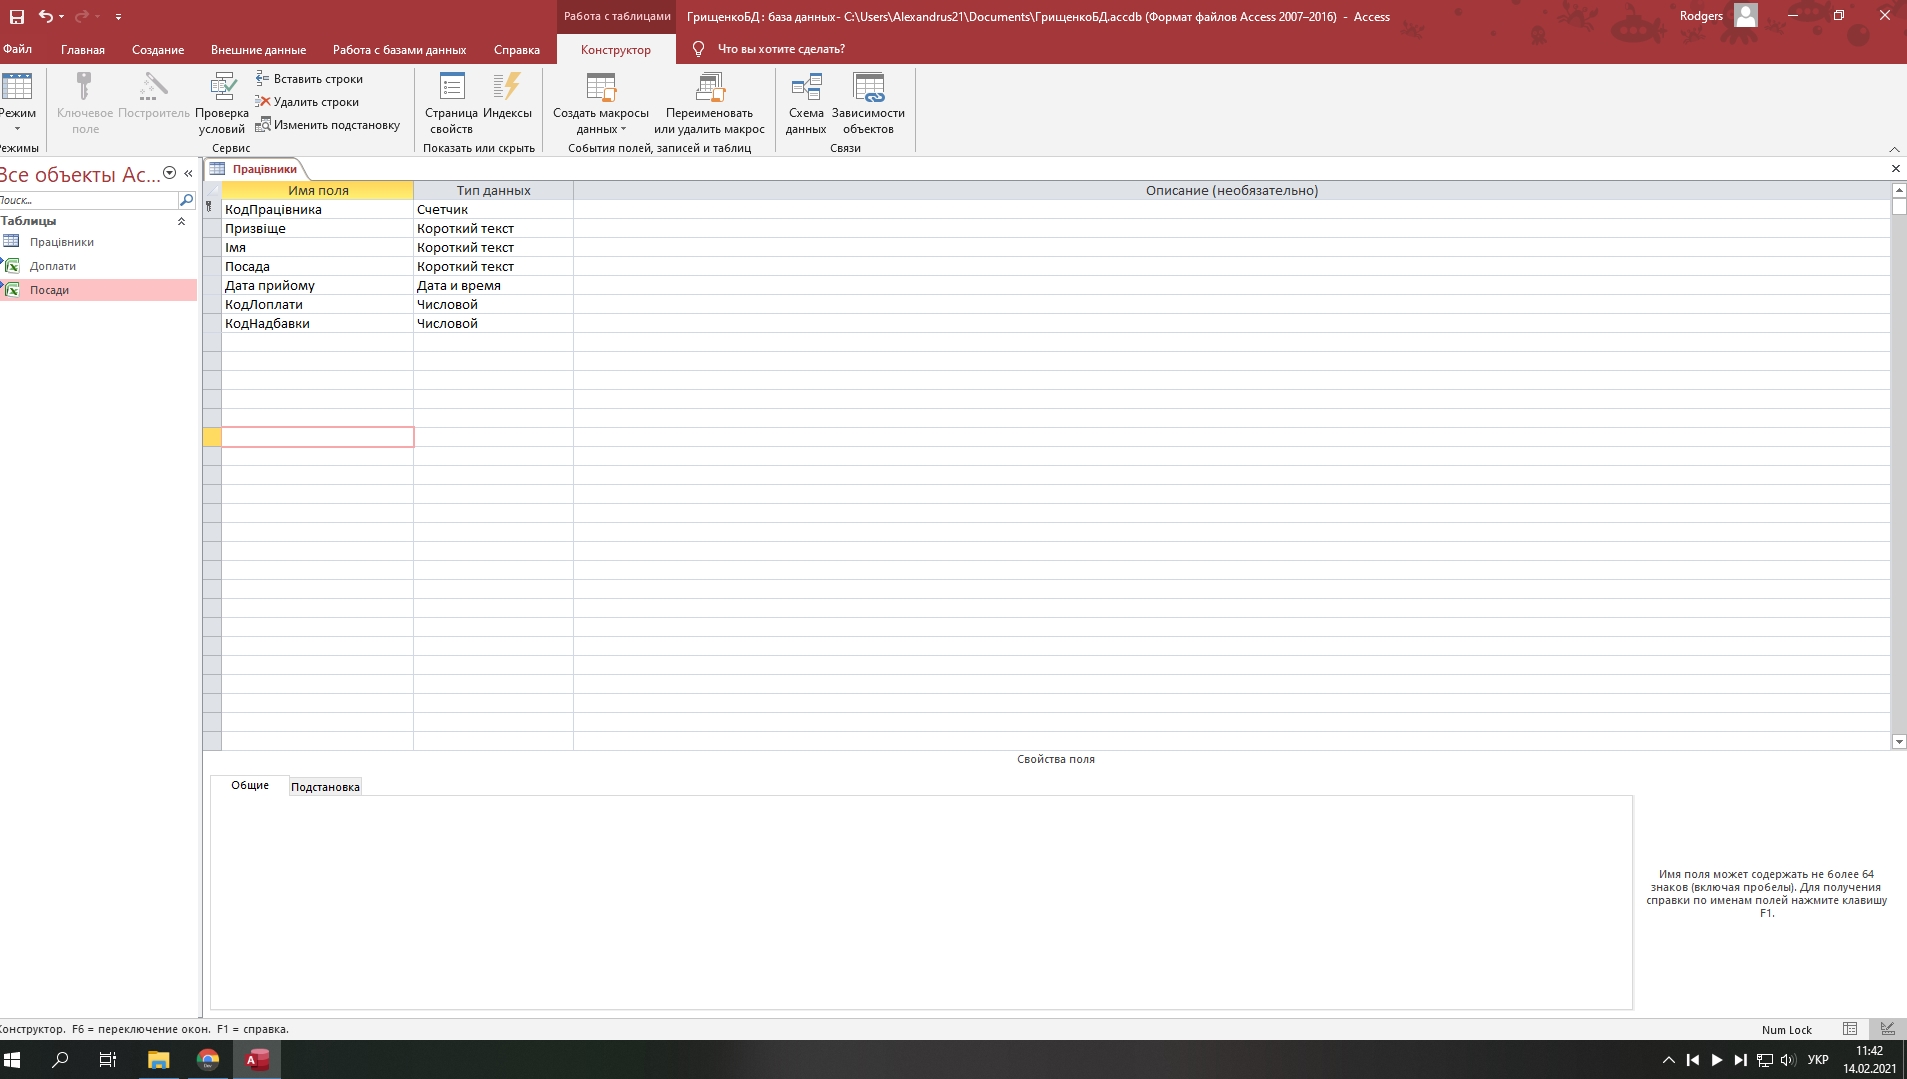 Работа с таблицами
ГрищенкоБД : база данных- C:\Users\Alexandrus21\Documents\ГрищенкоБД.accdb (Формат файлов Access 2007–2016) - Access
Rodgers
Файл Главная Создание Внешние данные Работа с базами данных Справка Конструктор Что вы хотите сделать?
Режим
Ключевое поле
Построитель
Проверка условий
Вставить строки
Удалить строки
Изменить подстановку
Страница свойств
Индексы
Создать макросы данных
Переименовать или удалить макрос
Схема данных
Зависимости объектов
Режимы Сервис Показать или скрыть События полей, записей и таблиц Связи
Все объекты Ac...
Поиск...
Таблицы
Працівники
Доплати
Посади
Працівники
Имя поля Тип данных Описание (необязательно)
КодПрацівника Счетчик
Призвіще Короткий текст
Імя Короткий текст
Посада Короткий текст
Дата прийому Дата и время
КодЛоплати Числовой
КодНадбавки Числовой
Свойства поля
Общие Подстановка
Имя поля может содержать не более 64
знаков (включая пробелы). Для получения
справки по именам полей нажмите клавишу
F1.
Конструктор. F6 = переключение окон. F1 = справка.
Num Lock
УКР
11:42
14.02.2021